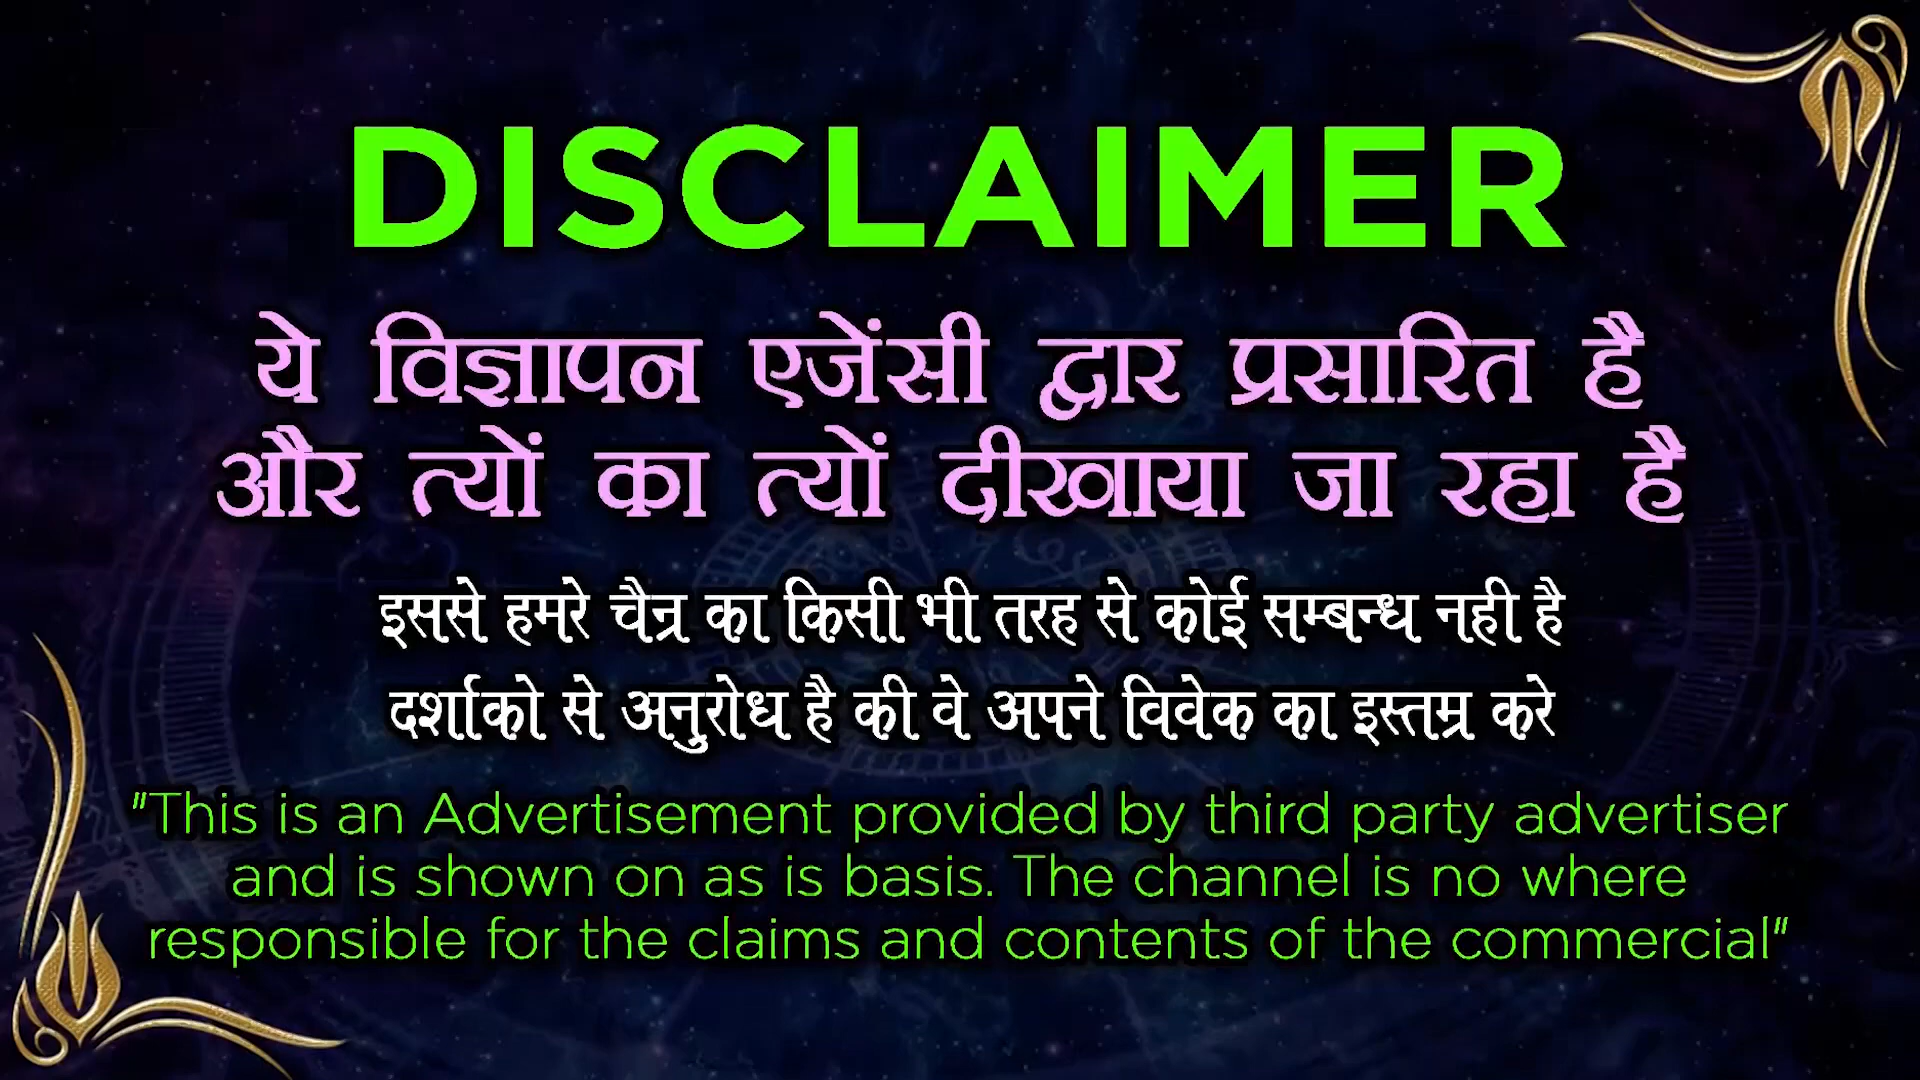 DISCLAIMER
ये विज्ञापन एजेंसी द्वार प्रसारित है
और त्यों का त्यों दीखाया जा रहा है
इससे हमरे चैन्र का किसी भी तरह से कोई सम्बन्ध नही है
दर्शाको से अनुरोध है की वे अपने विवेक का इस्तम्र करे
"This is an Advertisement provided by third party advertiser
and is shown on as is basis. The channel is no where
responsible for the claims and contents of the commercial"